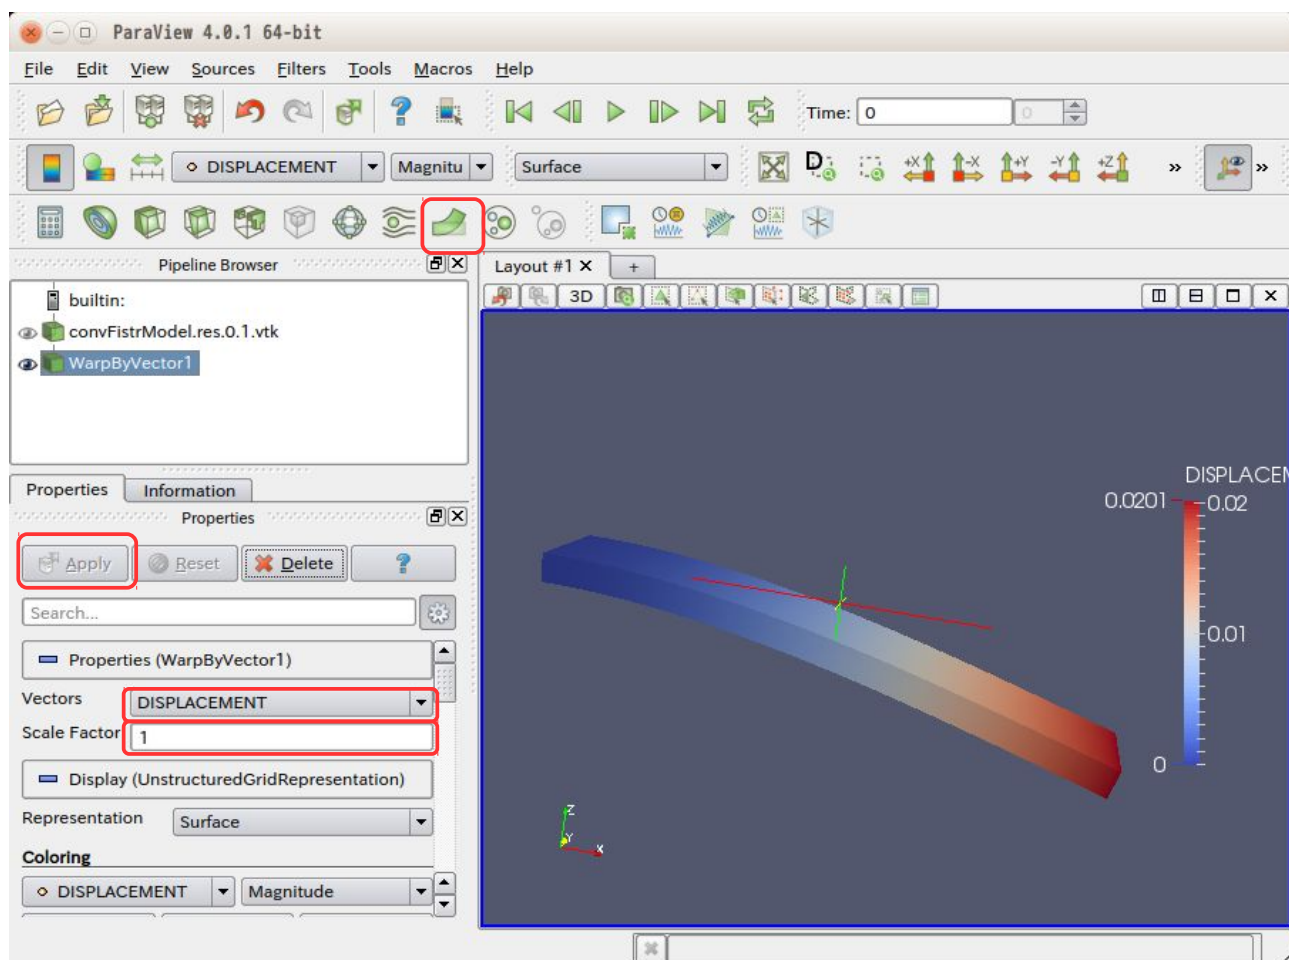 ParaView 4.0.1 64-bit
File Edit View Sources Filters Tools Macros Help
? Time: 0 0
DISPLACEMENT Magnitu Surface D +X -X +Y -Y +Z » »
Pipeline Browser
Layout #1 X +
3D
builtin:
convFistrModel.res.0.1.vtk
WarpByVector1
Properties Information
Properties
Apply Reset Delete ?
Search...
Properties (WarpByVector1)
Vectors DISPLACEMENT
Scale Factor 1
Display (UnstructuredGridRepresentation)
Representation Surface
Coloring
DISPLACEMENT Magnitude
DISPLACEM
0.0201 0.02
0.01
0
Z
Y
X